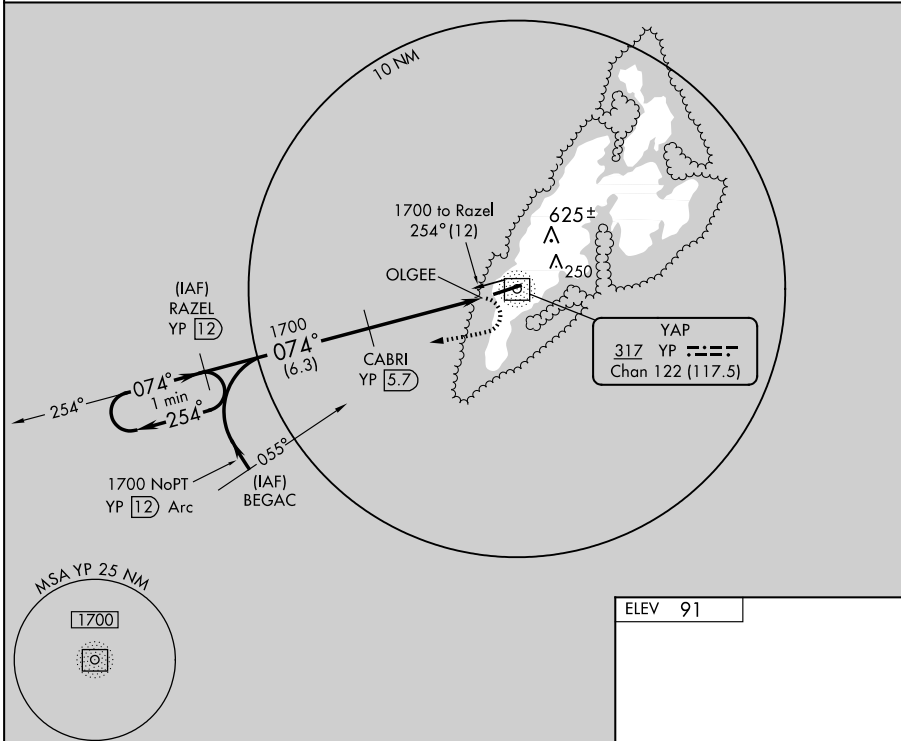 10 NM
1700 to Razel
254° (12)
625±
250
OLGEE
(IAF)
RAZEL
YP 12
1700
074°
(6.3)
CABRI
YP 5.7
YAP
317 YP
Chan 122 (117.5)
254°
074°
1 min
254°
055°
1700 NoPT
YP 12 Arc
(IAF)
BEGAC
MSA YP 25 NM
1700
ELEV 91